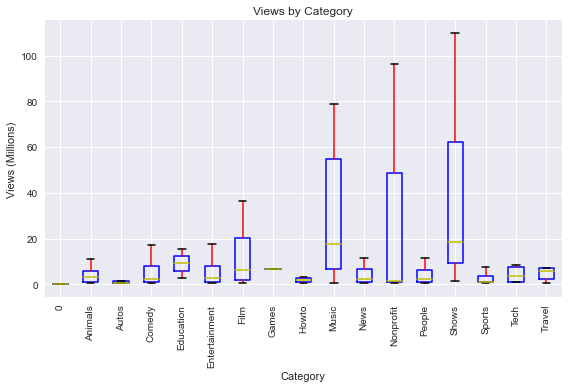 Views by Category
Views (Millions)
100
80
60
40
20
0
0
Animals
Autos
Comedy
Education
Entertainment
Film
Games
Howto
Music
News
Nonprofit
People
Shows
Sports
Tech
Travel
Category